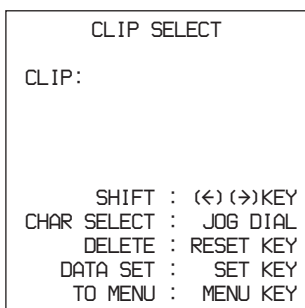 CLIP SELECT
CLIP:
SHIFT : (←)(→)KEY
CHAR SELECT : JOG DIAL
DELETE : RESET KEY
DATA SET : SET KEY
TO MENU : MENU KEY